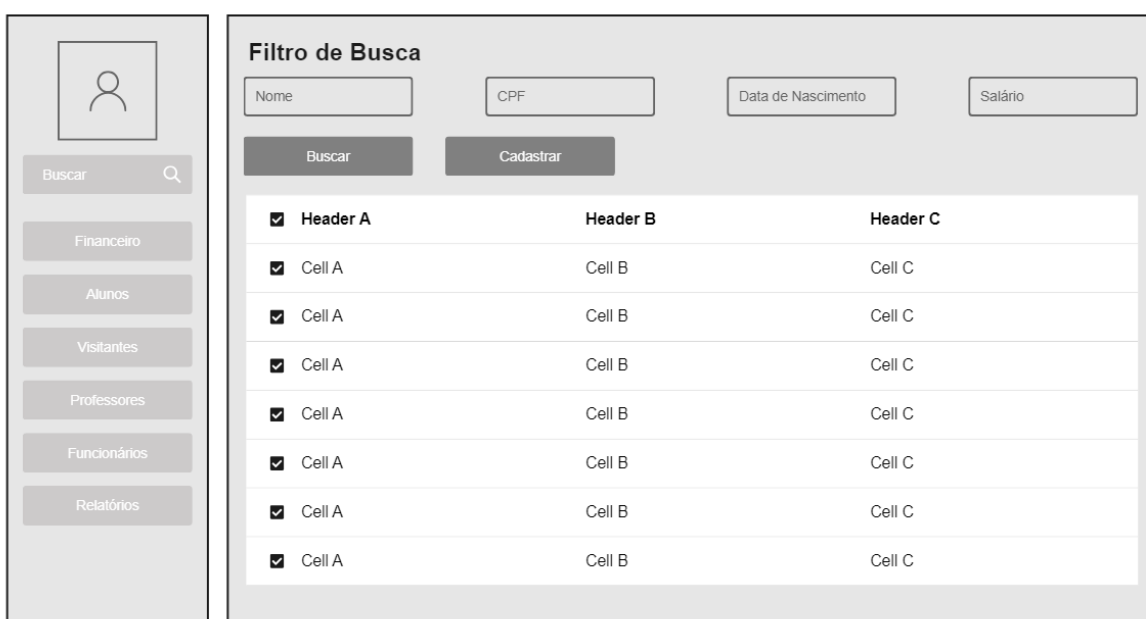 Buscar
Financeiro
Alunos
Visitantes
Professores
Funcionários
Relatórios
Filtro de Busca
Nome CPF Data de Nascimento Salário
Buscar Cadastrar
Header A Header B Header C
Cell A Cell B Cell C
Cell A Cell B Cell C
Cell A Cell B Cell C
Cell A Cell B Cell C
Cell A Cell B Cell C
Cell A Cell B Cell C
Cell A Cell B Cell C